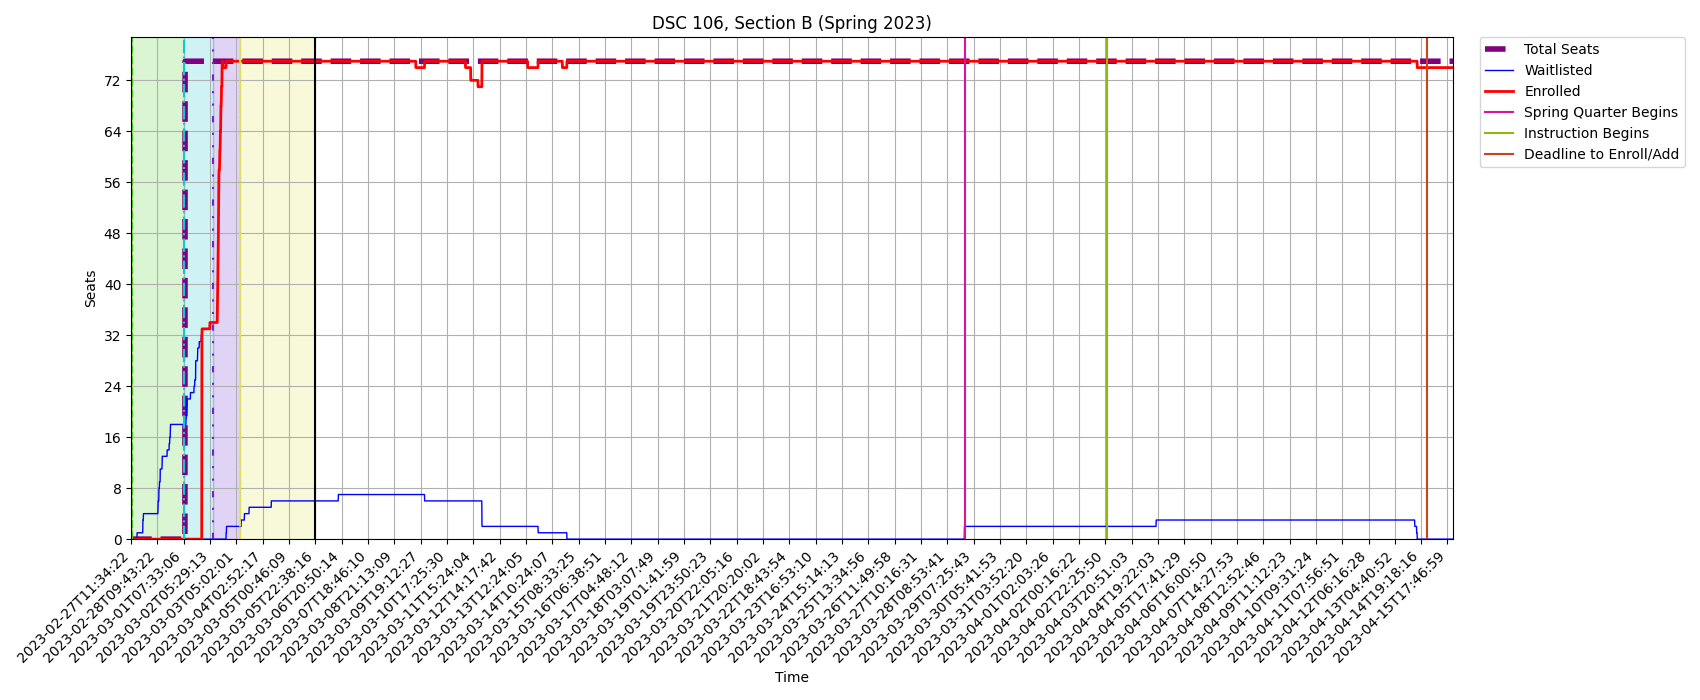 DSC 106, Section B (Spring 2023)
Total Seats
Waitlisted
Enrolled
Spring Quarter Begins
Instruction Begins
Deadline to Enroll/Add
Seats
72
64
56
48
40
32
24
16
8
0
2023-02-27T11:34:22
2023-02-28T09:43:22
2023-03-01T07:33:06
2023-03-02T05:29:13
2023-03-03T05:02:01
2023-03-04T02:52:17
2023-03-05T00:46:09
2023-03-05T22:38:16
2023-03-06T20:50:14
2023-03-07T18:46:10
2023-03-08T21:13:09
2023-03-09T19:12:27
2023-03-10T17:25:30
2023-03-11T15:24:04
2023-03-12T14:17:42
2023-03-13T12:24:05
2023-03-14T10:24:07
2023-03-15T08:33:25
2023-03-16T06:38:51
2023-03-17T04:48:12
2023-03-18T03:07:49
2023-03-19T01:41:59
2023-03-19T23:50:23
2023-03-20T22:05:16
2023-03-21T20:20:02
2023-03-22T18:43:54
2023-03-23T16:53:10
2023-03-24T15:14:13
2023-03-25T13:34:56
2023-03-26T11:49:58
2023-03-27T10:16:31
2023-03-28T08:53:41
2023-03-29T07:25:43
2023-03-30T05:41:53
2023-03-31T03:52:20
2023-04-01T02:03:26
2023-04-02T00:16:22
2023-04-02T22:25:50
2023-04-03T20:51:03
2023-04-04T19:22:03
2023-04-05T17:41:29
2023-04-06T16:00:50
2023-04-07T14:27:53
2023-04-08T12:52:46
2023-04-09T11:12:23
2023-04-10T09:31:24
2023-04-11T07:56:51
2023-04-12T06:16:28
2023-04-13T04:40:52
2023-04-14T19:18:16
2023-04-15T17:46:59
Time